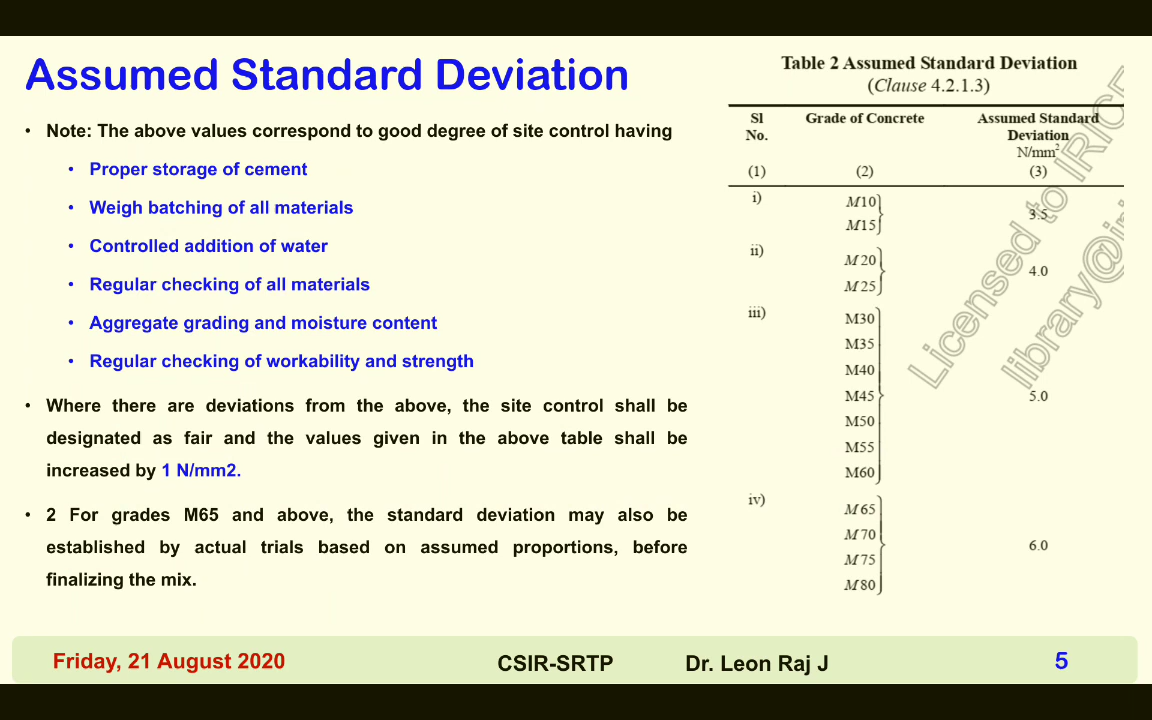 Assumed Standard Deviation
• Note: The above values correspond to good degree of site control having
• Proper storage of cement
• Weigh batching of all materials
• Controlled addition of water
• Regular checking of all materials
• Aggregate grading and moisture content
• Regular checking of workability and strength
• Where there are deviations from the above, the site control shall be
designated as fair and the values given in the above table shall be
increased by 1 N/mm2.
• 2 For grades M65 and above, the standard deviation may also be
established by actual trials based on assumed proportions, before
finalizing the mix.
Table 2 Assumed Standard Deviation
(Clause 4.2.1.3)
Sl Grade of Concrete Assumed Standard
No. Deviation
N/mm²
(1) (2) (3)
i) M10
3.5
M15
ii) M20
4.0
M25
iii) M30
M35
M40
M45 5.0
M50
M55
M60
iv) M65
M70
6.0
M75
M80
Licensed to
library@
Friday, 21 August 2020 CSIR-SRTP Dr. Leon Raj J 5